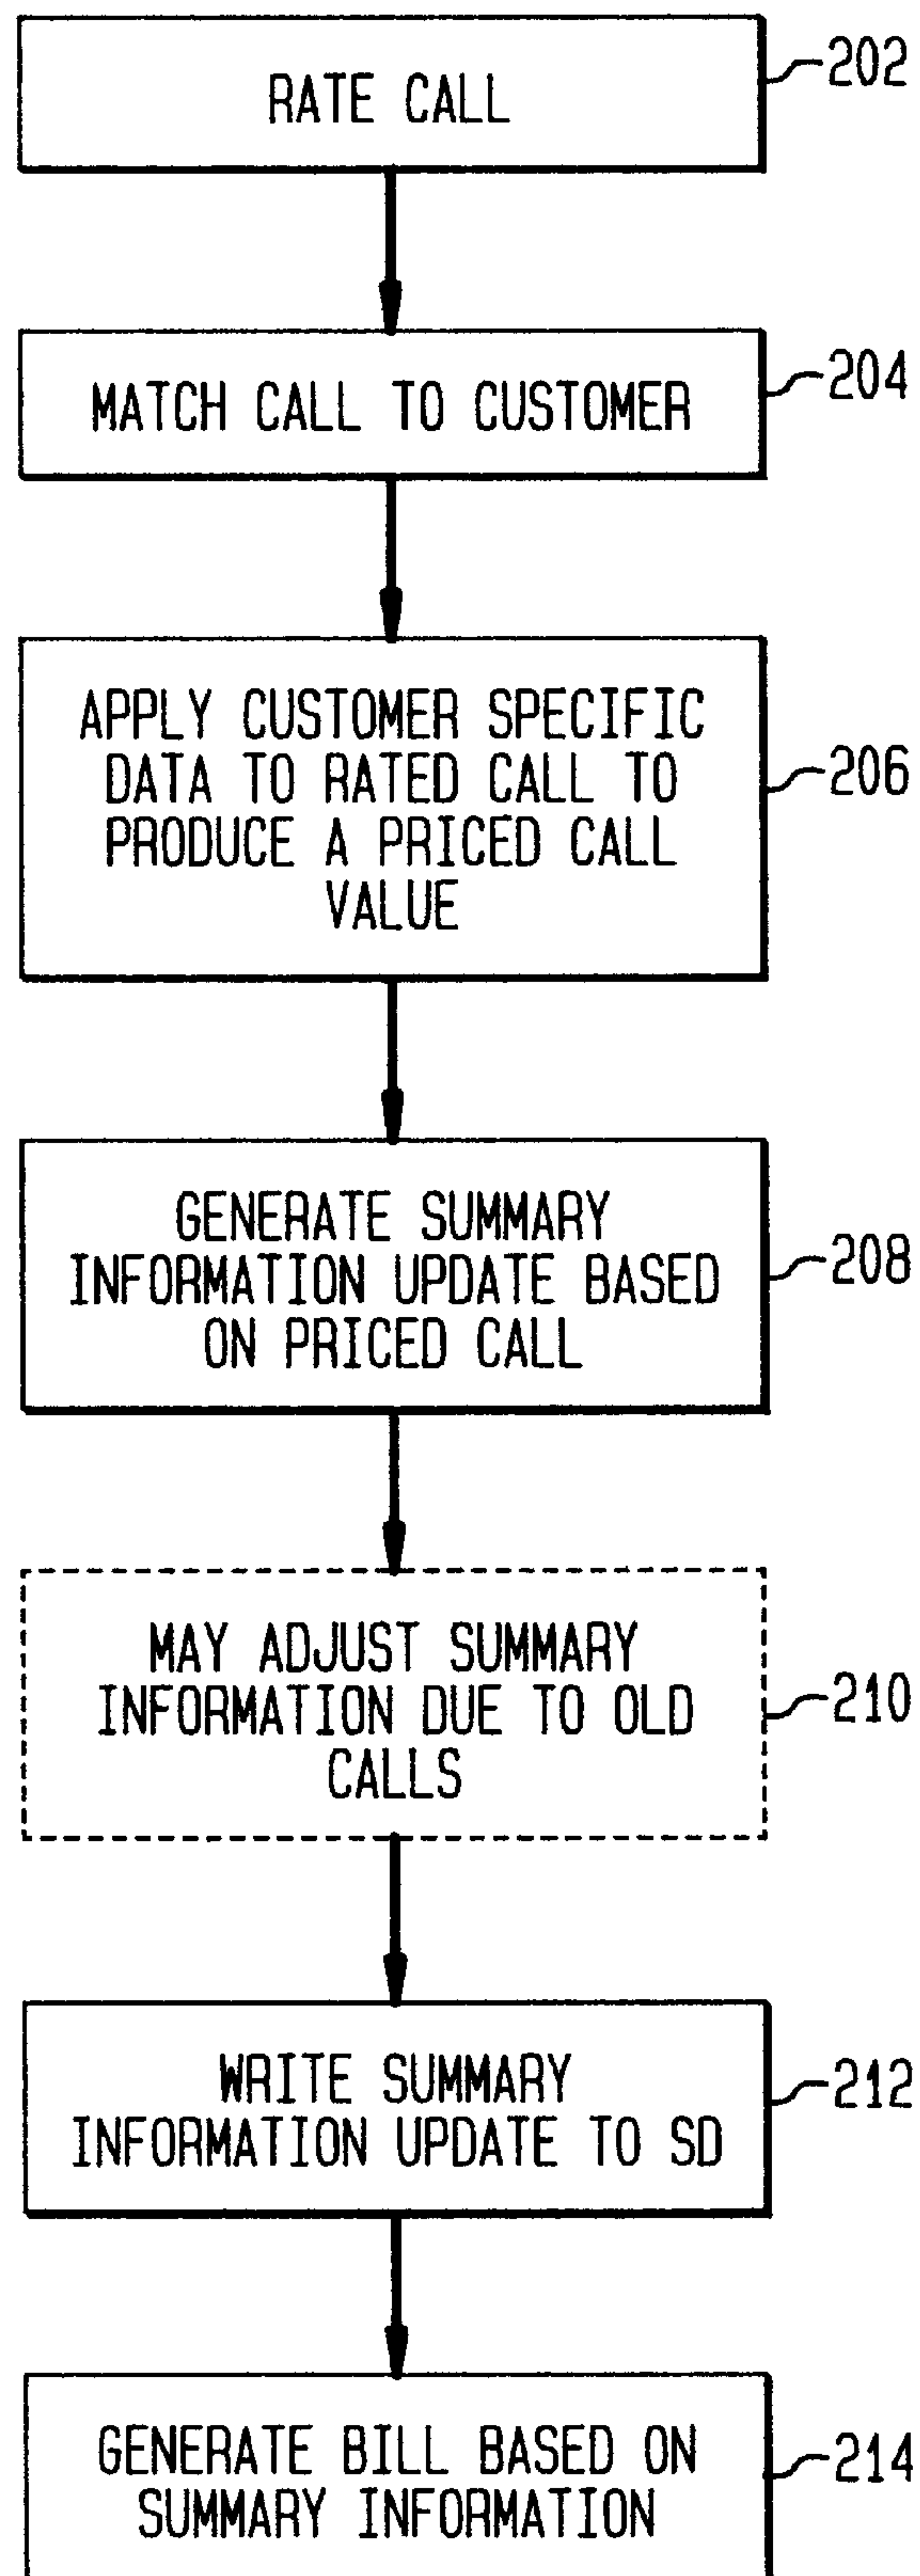 RATE CALL
202
MATCH CALL TO CUSTOMER
204
APPLY CUSTOMER SPECIFIC
DATA TO RATED CALL TO
PRODUCE A PRICED CALL
VALUE
206
GENERATE SUMMARY
INFORMATION UPDATE BASED
ON PRICED CALL
208
MAY ADJUST SUMMARY
INFORMATION DUE TO OLD
CALLS
210
WRITE SUMMARY
INFORMATION UPDATE TO SD
212
GENERATE BILL BASED ON
SUMMARY INFORMATION
214